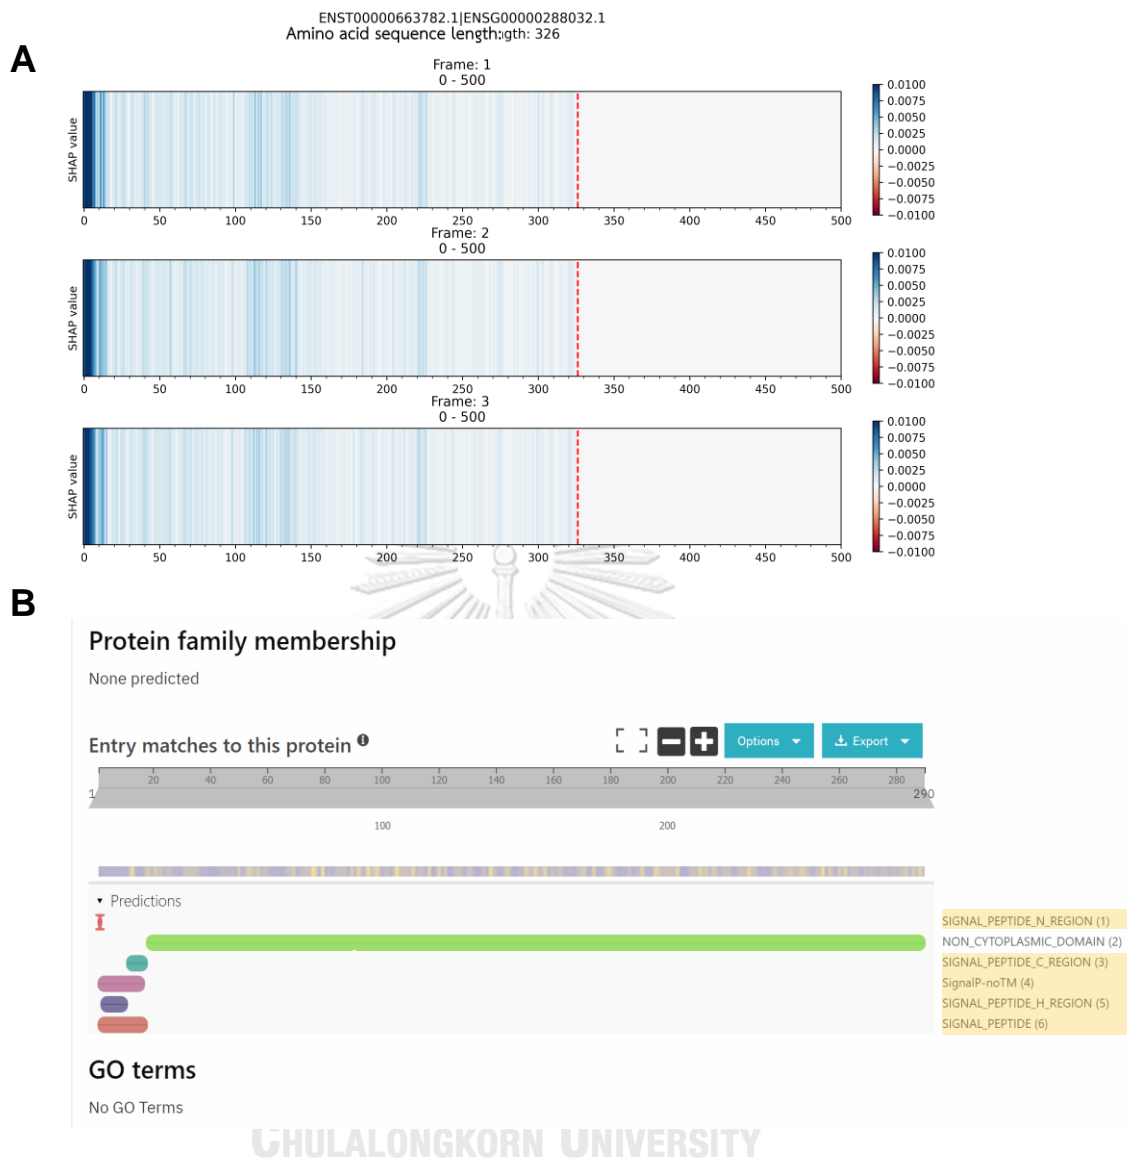 ENST00000663782.1|ENSG00000288032.1
Amino acid sequence length:gth: 326
A
Frame: 1
0 - 500
SHAP value
0 50 100 150 200 250 300 350 400 450 500
0.0100
0.0075
0.0050
0.0025
0.0000
−0.0025
−0.0050
−0.0075
−0.0100
Frame: 2
0 - 500
SHAP value
0 50 100 150 200 250 300 350 400 450 500
0.0100
0.0075
0.0050
0.0025
0.0000
−0.0025
−0.0050
−0.0075
−0.0100
Frame: 3
0 - 500
SHAP value
0 50 100 150 200 250 300 350 400 450 500
0.0100
0.0075
0.0050
0.0025
0.0000
−0.0025
−0.0050
−0.0075
−0.0100
B
Protein family membership
None predicted
Entry matches to this protein
Options
Export
20 40 60 80 100 120 140 160 180 200 220 240 260 280
1 290
100 200
Predictions
SIGNAL_PEPTIDE_N_REGION (1)
NON_CYTOPLASMIC_DOMAIN (2)
SIGNAL_PEPTIDE_C_REGION (3)
SignalP-noTM (4)
SIGNAL_PEPTIDE_H_REGION (5)
SIGNAL_PEPTIDE (6)
GO terms
No GO Terms
CHULALONGKORN UNIVERSITY